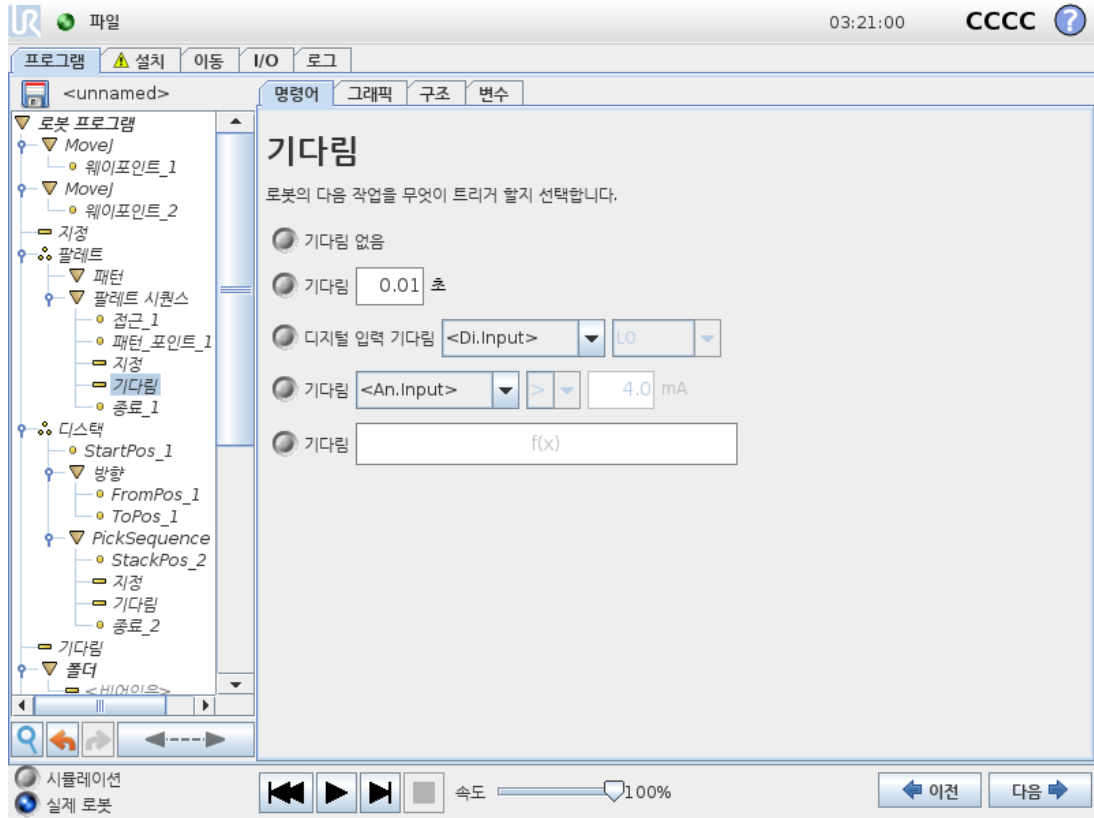 UR 파일 03:21:00 CCCC ?
프로그램 설치 이동 I/O 로그
<unnamed> 명령어 그래픽 구조 변수
로봇 프로그램
MoveJ
웨이포인트_1
MoveJ
웨이포인트_2
지정
팔레트
패턴
팔레트 시퀀스
접근_1
패턴_포인트_1
지정
기다림
종료_1
디스택
StartPos_1
방향
FromPos_1
ToPos_1
PickSequence
StackPos_2
지정
기다림
종료_2
기다림
폴더
<비어있음>
기다림
로봇의 다음 작업을 무엇이 트리거 할지 선택합니다.
기다림 없음
기다림 0.01 초
디지털 입력 기다림 <Di.Input> LO
기다림 <An.Input> > 4.0 mA
기다림 f(x)
시뮬레이션
실제 로봇
속도 100% 이전 다음